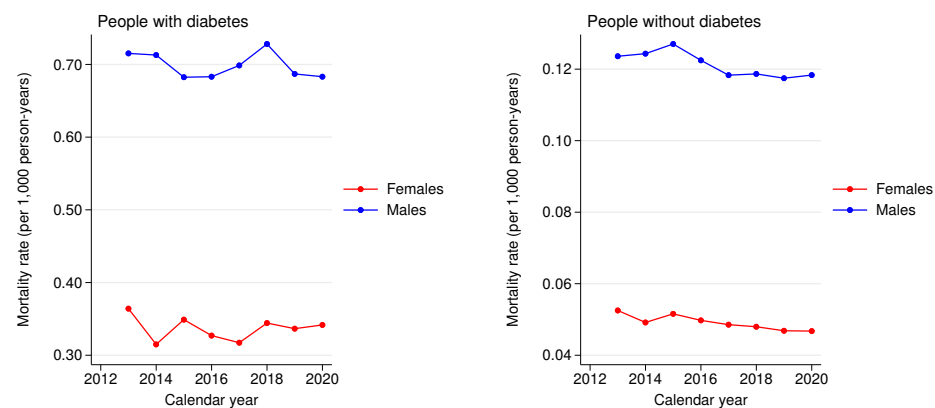 People with diabetes
Mortality rate (per 1,000 person-years)
0.70
0.60
0.50
0.40
0.30
2012 2014 2016 2018 2020
Calendar year
Females
Males
People without diabetes
Mortality rate (per 1,000 person-years)
0.12
0.10
0.08
0.06
0.04
2012 2014 2016 2018 2020
Calendar year
Females
Males